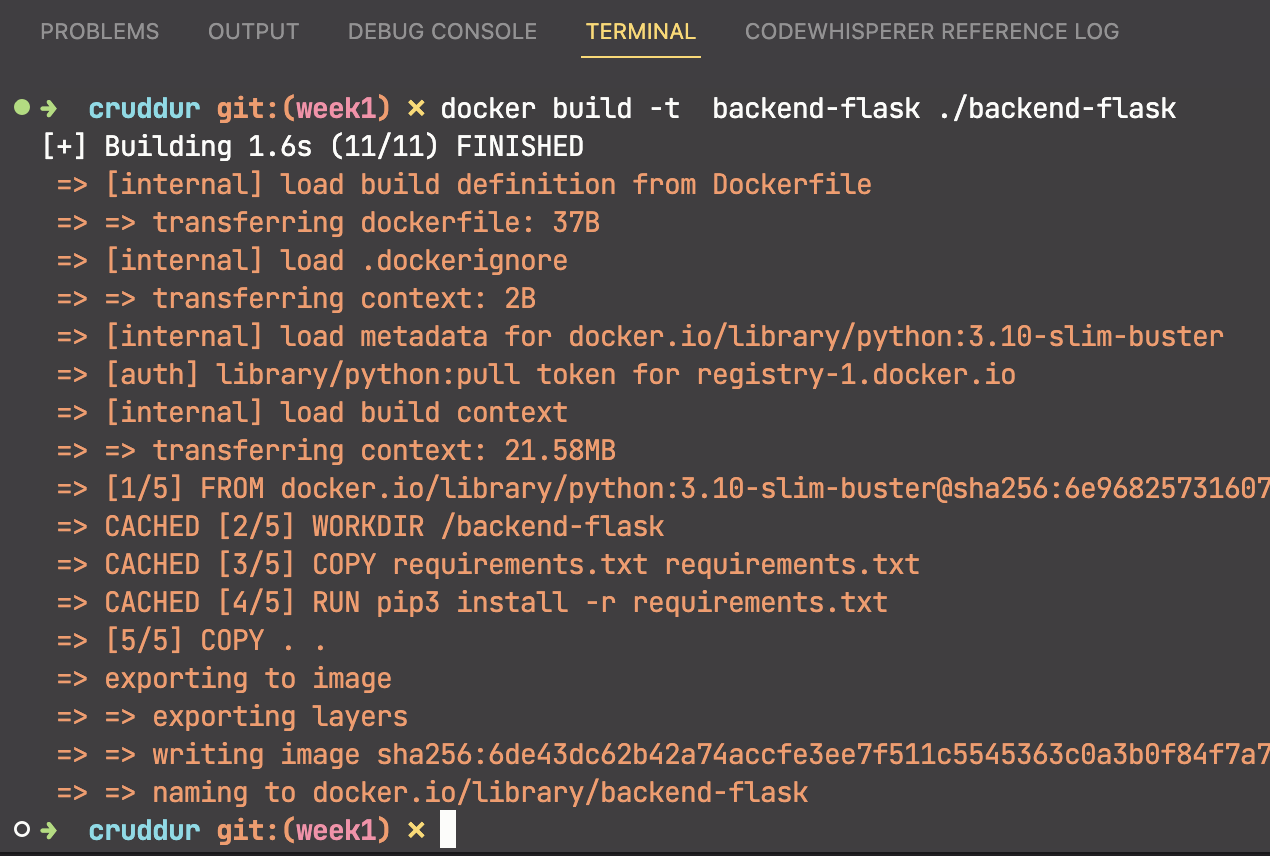 PROBLEMS OUTPUT DEBUG CONSOLE TERMINAL CODEWHISPERER REFERENCE LOG
➜ cruddur git:(week1) ✗ docker build -t  backend-flask ./backend-flask
[+] Building 1.6s (11/11) FINISHED
=> [internal] load build definition from Dockerfile
=> => transferring dockerfile: 37B
=> [internal] load .dockerignore
=> => transferring context: 2B
=> [internal] load metadata for docker.io/library/python:3.10-slim-buster
=> [auth] library/python:pull token for registry-1.docker.io
=> [internal] load build context
=> => transferring context: 21.58MB
=> [1/5] FROM docker.io/library/python:3.10-slim-buster@sha256:6e96825731607
=> CACHED [2/5] WORKDIR /backend-flask
=> CACHED [3/5] COPY requirements.txt requirements.txt
=> CACHED [4/5] RUN pip3 install -r requirements.txt
=> [5/5] COPY . .
=> exporting to image
=> => exporting layers
=> => writing image sha256:6de43dc62b42a74accfe3ee7f511c5545363c0a3b0f84f7a7
=> => naming to docker.io/library/backend-flask
➜ cruddur git:(week1) ✗